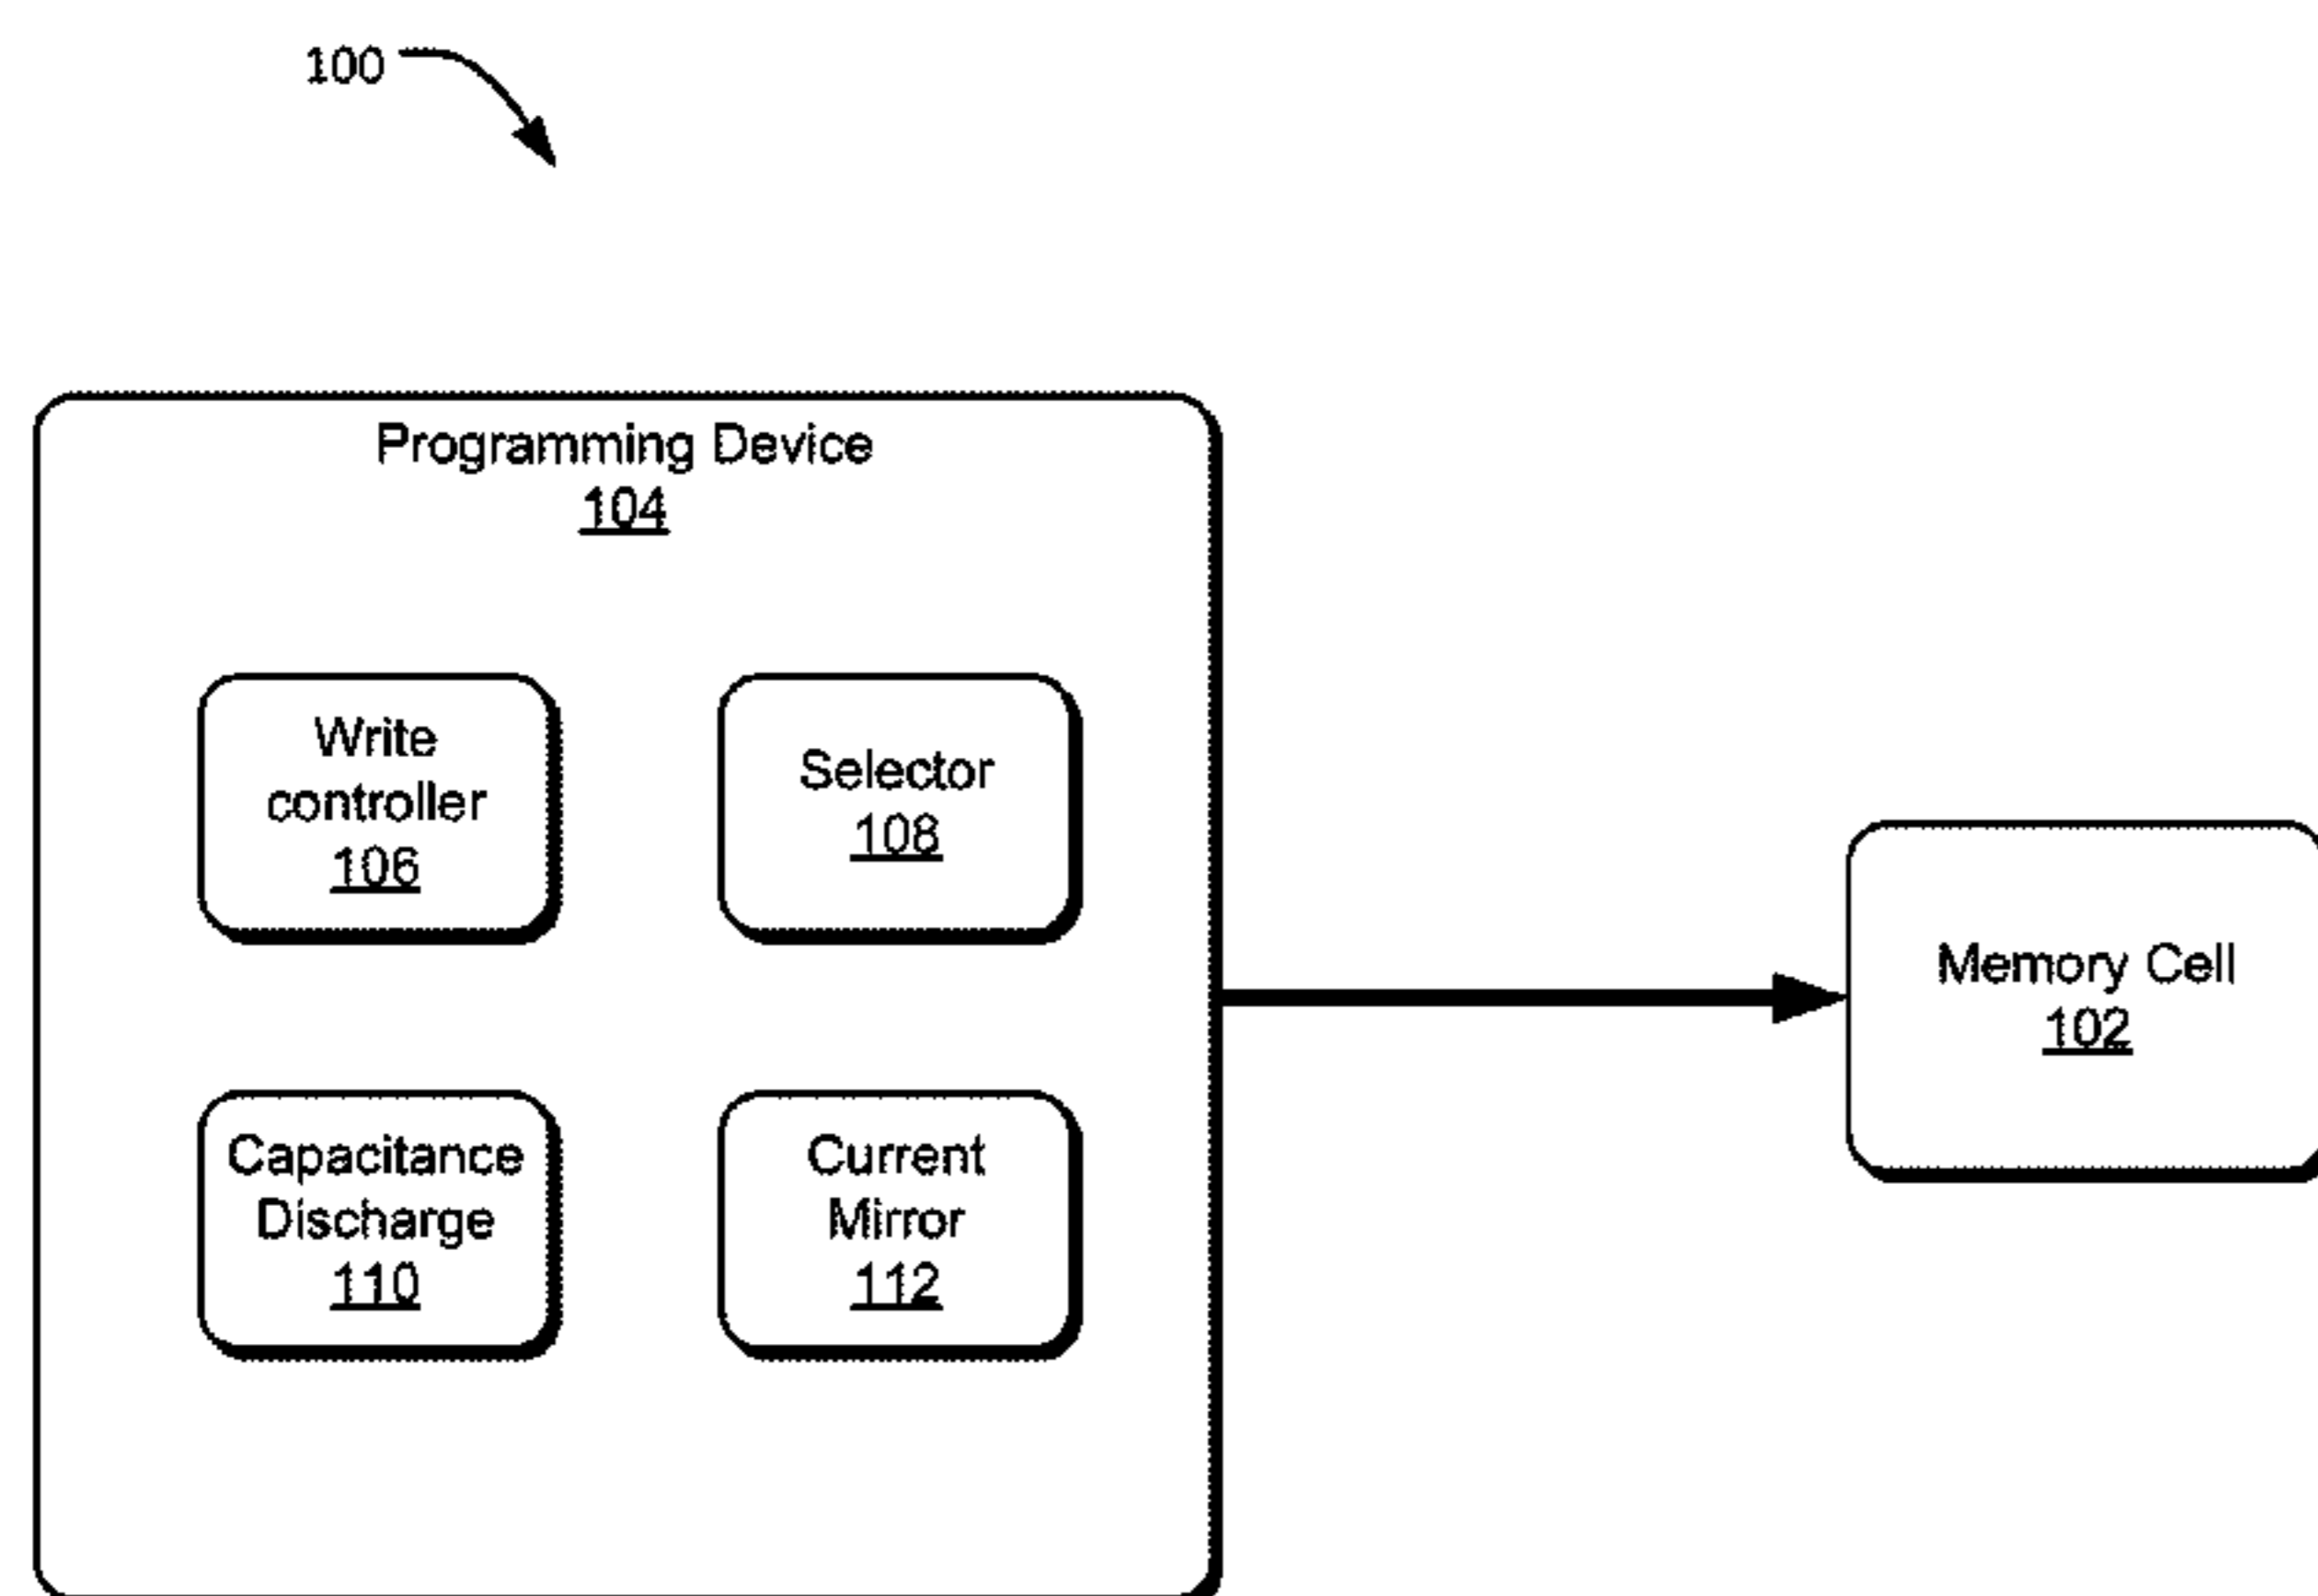 100
Programming Device
104
Write
controller
106
Selector
108
Memory Cell
102
Capacitance
Discharge
110
Current
Mirror
112